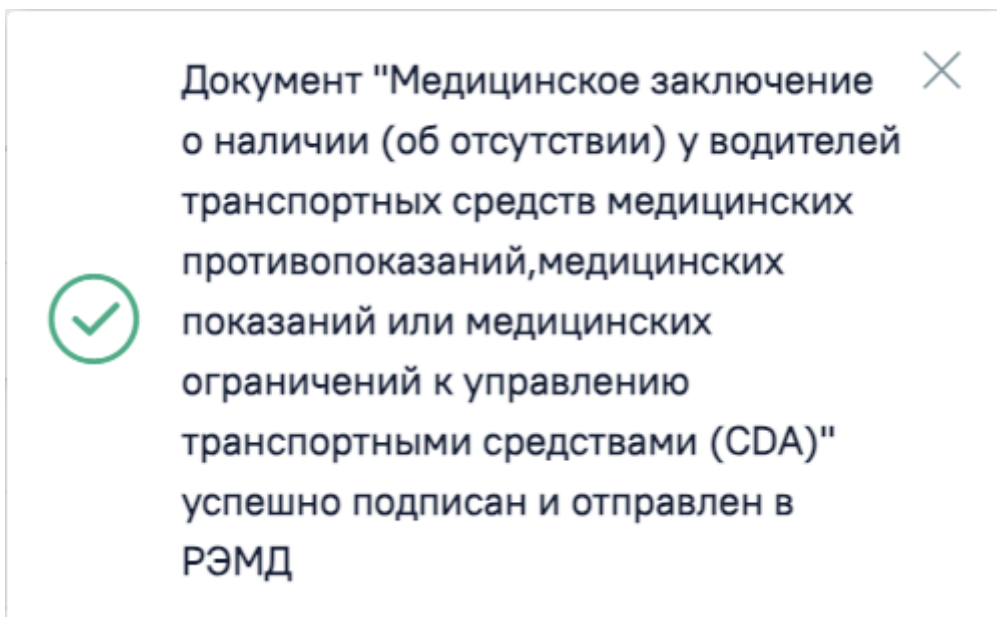 Документ "Медицинское заключение
о наличии (об отсутствии) у водителей
транспортных средств медицинских
противопоказаний,медицинских
показаний или медицинских
ограничений к управлению
транспортными средствами (CDA)"
успешно подписан и отправлен в
РЭМД